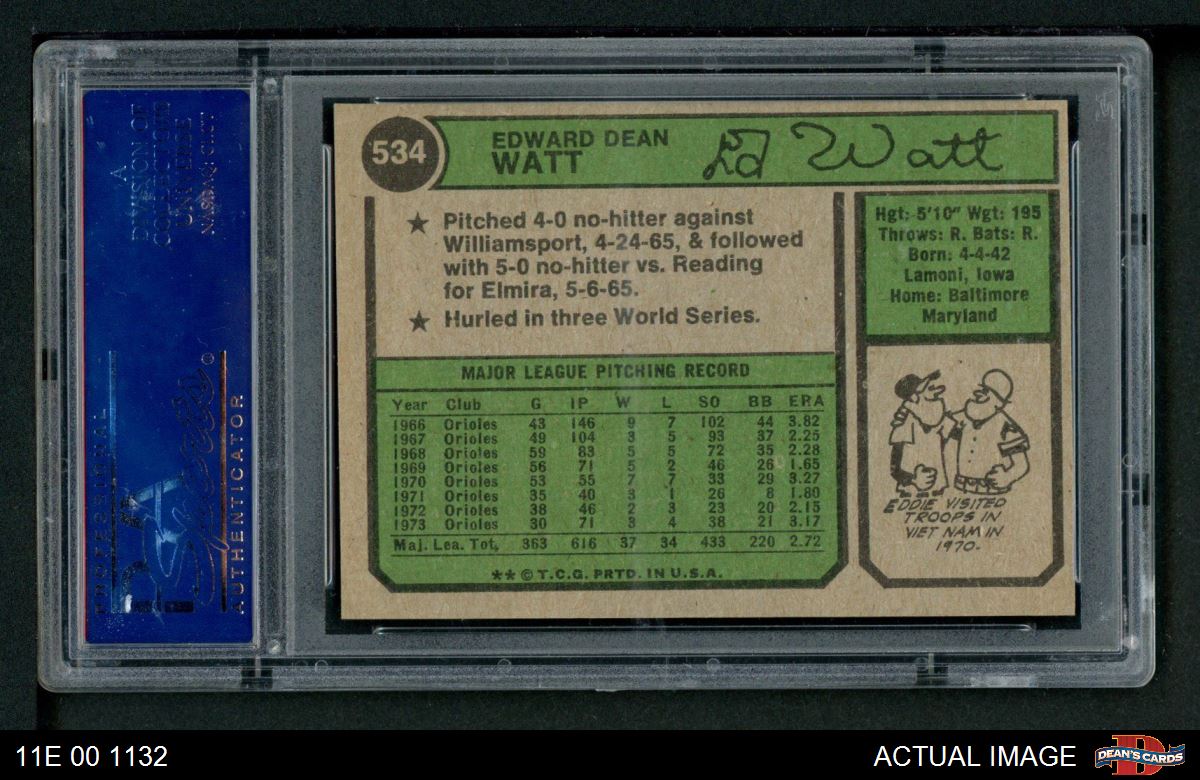 A
DIVISION OF
COLLECTORS
UNIVERSE
NASDAQ: CLCT
PROFESSIONAL
PSA
AUTHENTICATOR
534
EDWARD DEAN
WATT
Ed Watt
★ Pitched 4-0 no-hitter against
Williamsport, 4-24-65, & followed
with 5-0 no-hitter vs. Reading
for Elmira, 5-6-65.
★ Hurled in three World Series.
Hgt: 5'10" Wgt: 195
Throws: R. Bats: R.
Born: 4-4-42
Lamoni, Iowa
Home: Baltimore
Maryland
MAJOR LEAGUE PITCHING RECORD
Year Club G IP W L SO BB ERA
1966 Orioles 43 146 9 7 102 44 3.82
1967 Orioles 49 104 3 5 93 37 2.25
1968 Orioles 59 83 5 5 72 35 2.28
1969 Orioles 56 71 5 2 46 26 1.65
1970 Orioles 53 55 7 7 33 29 3.27
1971 Orioles 35 40 3 1 26 8 1.80
1972 Orioles 38 46 2 3 23 20 2.15
1973 Orioles 30 71 3 4 38 21 3.17
Maj. Lea. Tot. 363 616 37 34 433 220 2.72
** © T.C.G. PRTD. IN U.S.A.
EDDIE VISITED
TROOPS IN
VIET NAM IN
1970.
11E 00 1132
ACTUAL IMAGE
DEAN'S CARDS